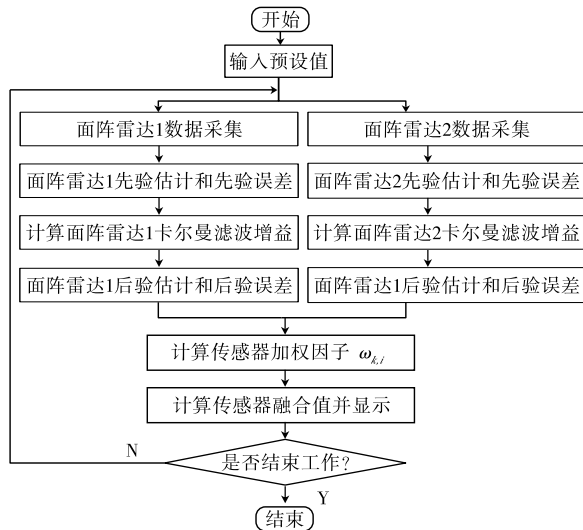 开始
输入预设值
面阵雷达1数据采集
面阵雷达2数据采集
面阵雷达1先验估计和先验误差
面阵雷达2先验估计和先验误差
计算面阵雷达1卡尔曼滤波增益
计算面阵雷达2卡尔曼滤波增益
面阵雷达1后验估计和后验误差
面阵雷达1后验估计和后验误差
计算传感器加权因子 ω_{k,i}
计算传感器融合值并显示
N
是否结束工作?
Y
结束